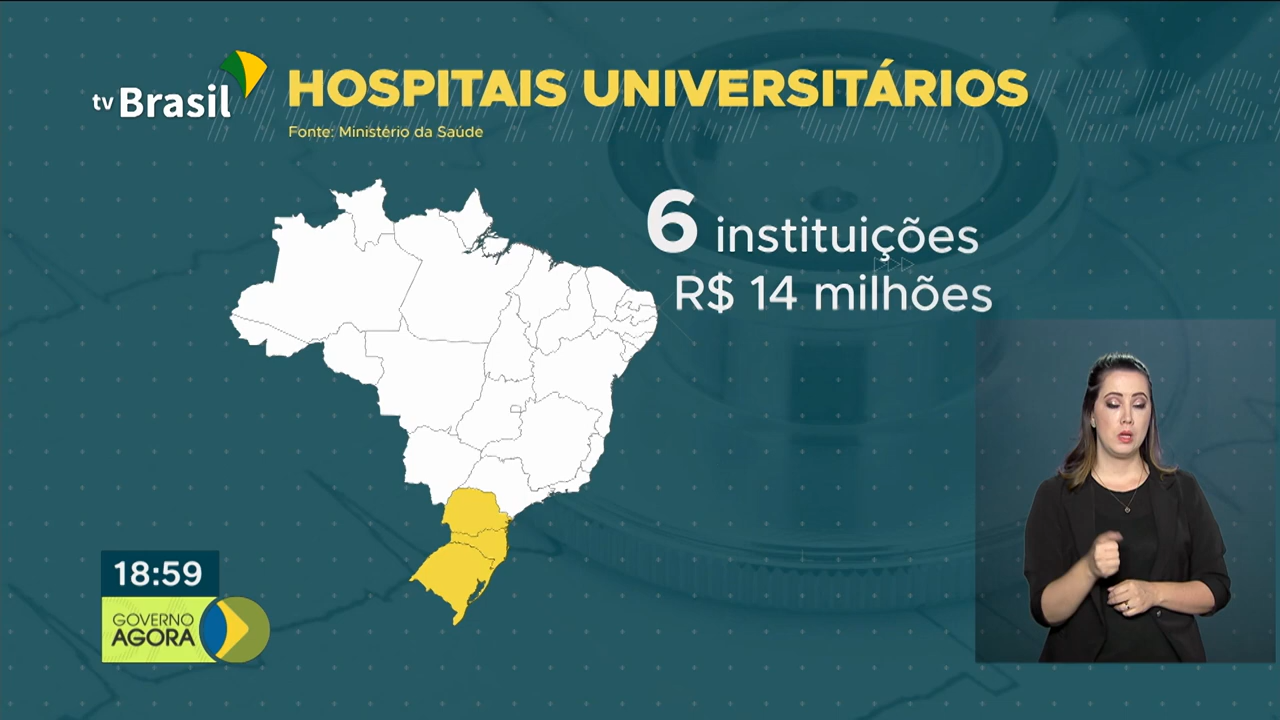 tv Brasil
HOSPITAIS UNIVERSITÁRIOS
Fonte: Ministério da Saúde
6 instituições
R$ 14 milhões
18:59
GOVERNO
AGORA